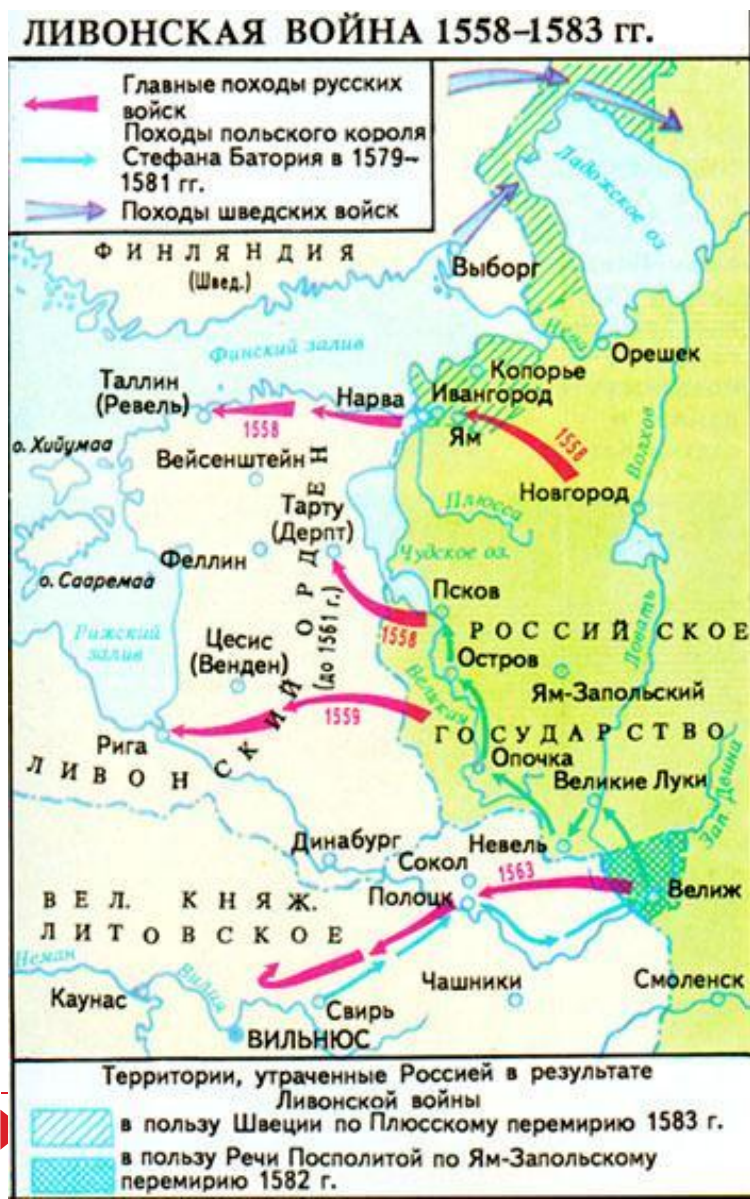 ЛИВОНСКАЯ ВОЙНА 1558–1583 гг.
Главные походы русских
войск
Походы польского короля
Стефана Батория в 1579–
1581 гг.
Походы шведских войск
Ладожское оз.
ФИНЛЯНДИЯ
(Швед.)
Выборг
Финский залив
Нева
Орешек
Копорье
Таллин
(Ревель)
Нарва
Ивангород
1558
Ям
1558
Волхов
о. Хийумаа
Вейсенштейн
Новгород
Плюсса
Тарту
(Дерпт)
Чудское оз.
Феллин
о. Сааремаа
Псков
1558
РОССИЙСКОЕ
Рижский
залив
Цесис
(Венден)
(до 1561 г.)
Остров
Ловать
Великая
Ям-Запольский
1559
ГОСУДАРСТВО
Рига
ЛИВОНСКИЙ ОРДЕН
Опочка
Великие Луки
Зап. Двина
Динабург
Невель
Сокол
1563
ВЕЛ. КНЯЖ.
Полоцк
Велиж
ЛИТОВСКОЕ
Неман
Вилия
Каунас
Чашники
Смоленск
Свирь
ВИЛЬНЮС
Территории, утраченные Россией в результате
Ливонской войны
в пользу Швеции по Плюсскому перемирию 1583 г.
в пользу Речи Посполитой по Ям-Запольскому
перемирию 1582 г.